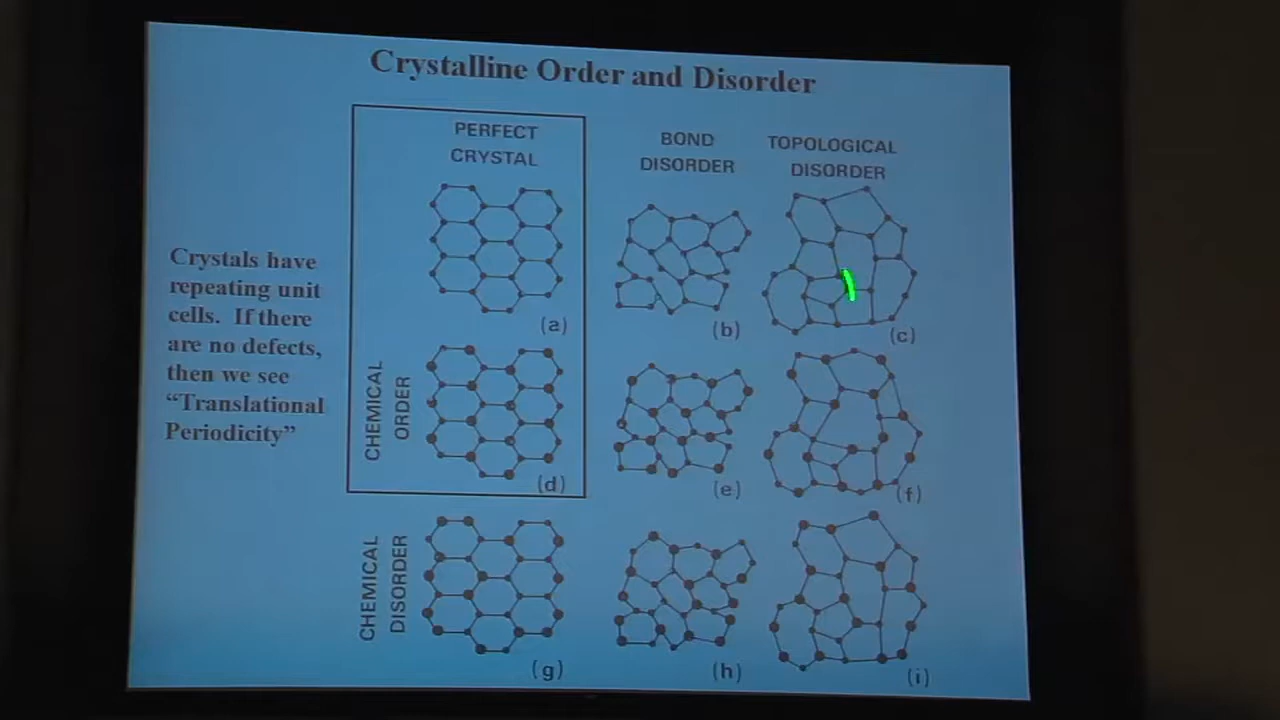 Crystalline Order and Disorder
PERFECT
CRYSTAL
BOND
DISORDER
TOPOLOGICAL
DISORDER
Crystals have
repeating unit
cells. If there
are no defects,
then we see
“Translational
Periodicity”
(a)
(b)
(c)
CHEMICAL
ORDER
(d)
(e)
(f)
CHEMICAL
DISORDER
(g)
(h)
(i)